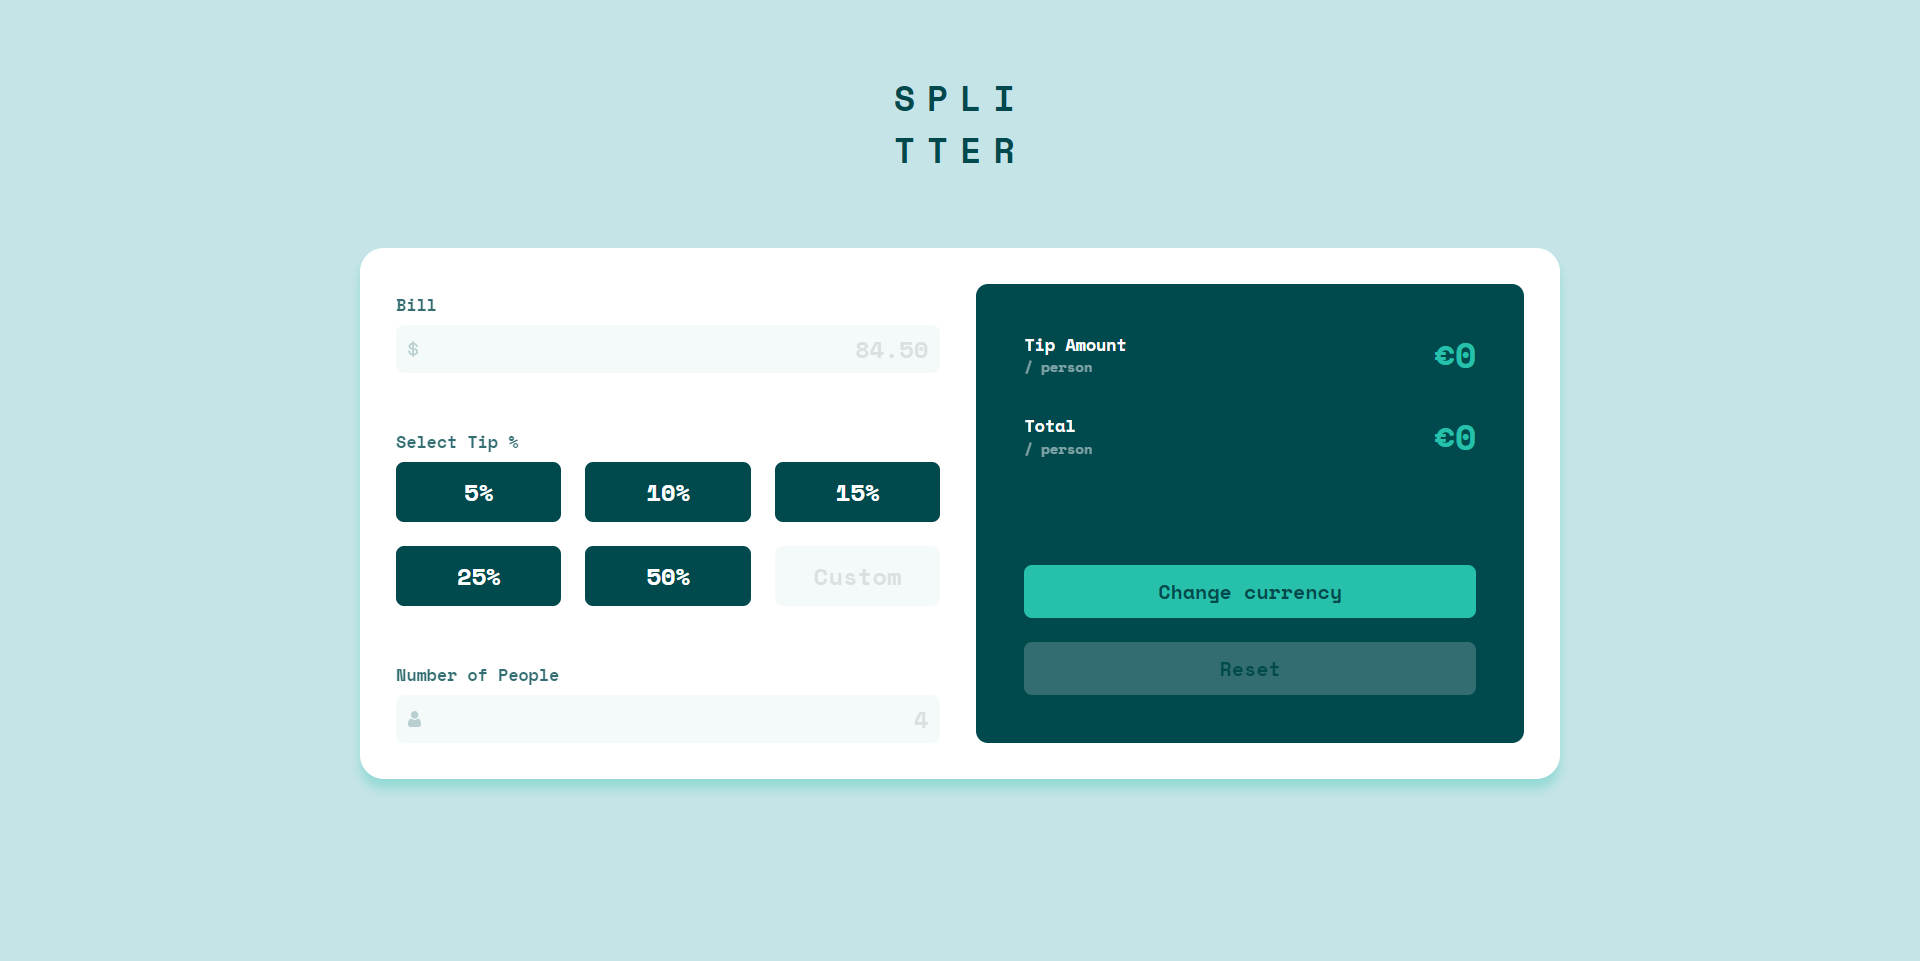 SPLI
TTER
Bill
$ 84.50
Select Tip %
5% 10% 15%
25% 50% Custom
Number of People
4
Tip Amount
/ person
€0
Total
/ person
€0
Change currency
Reset